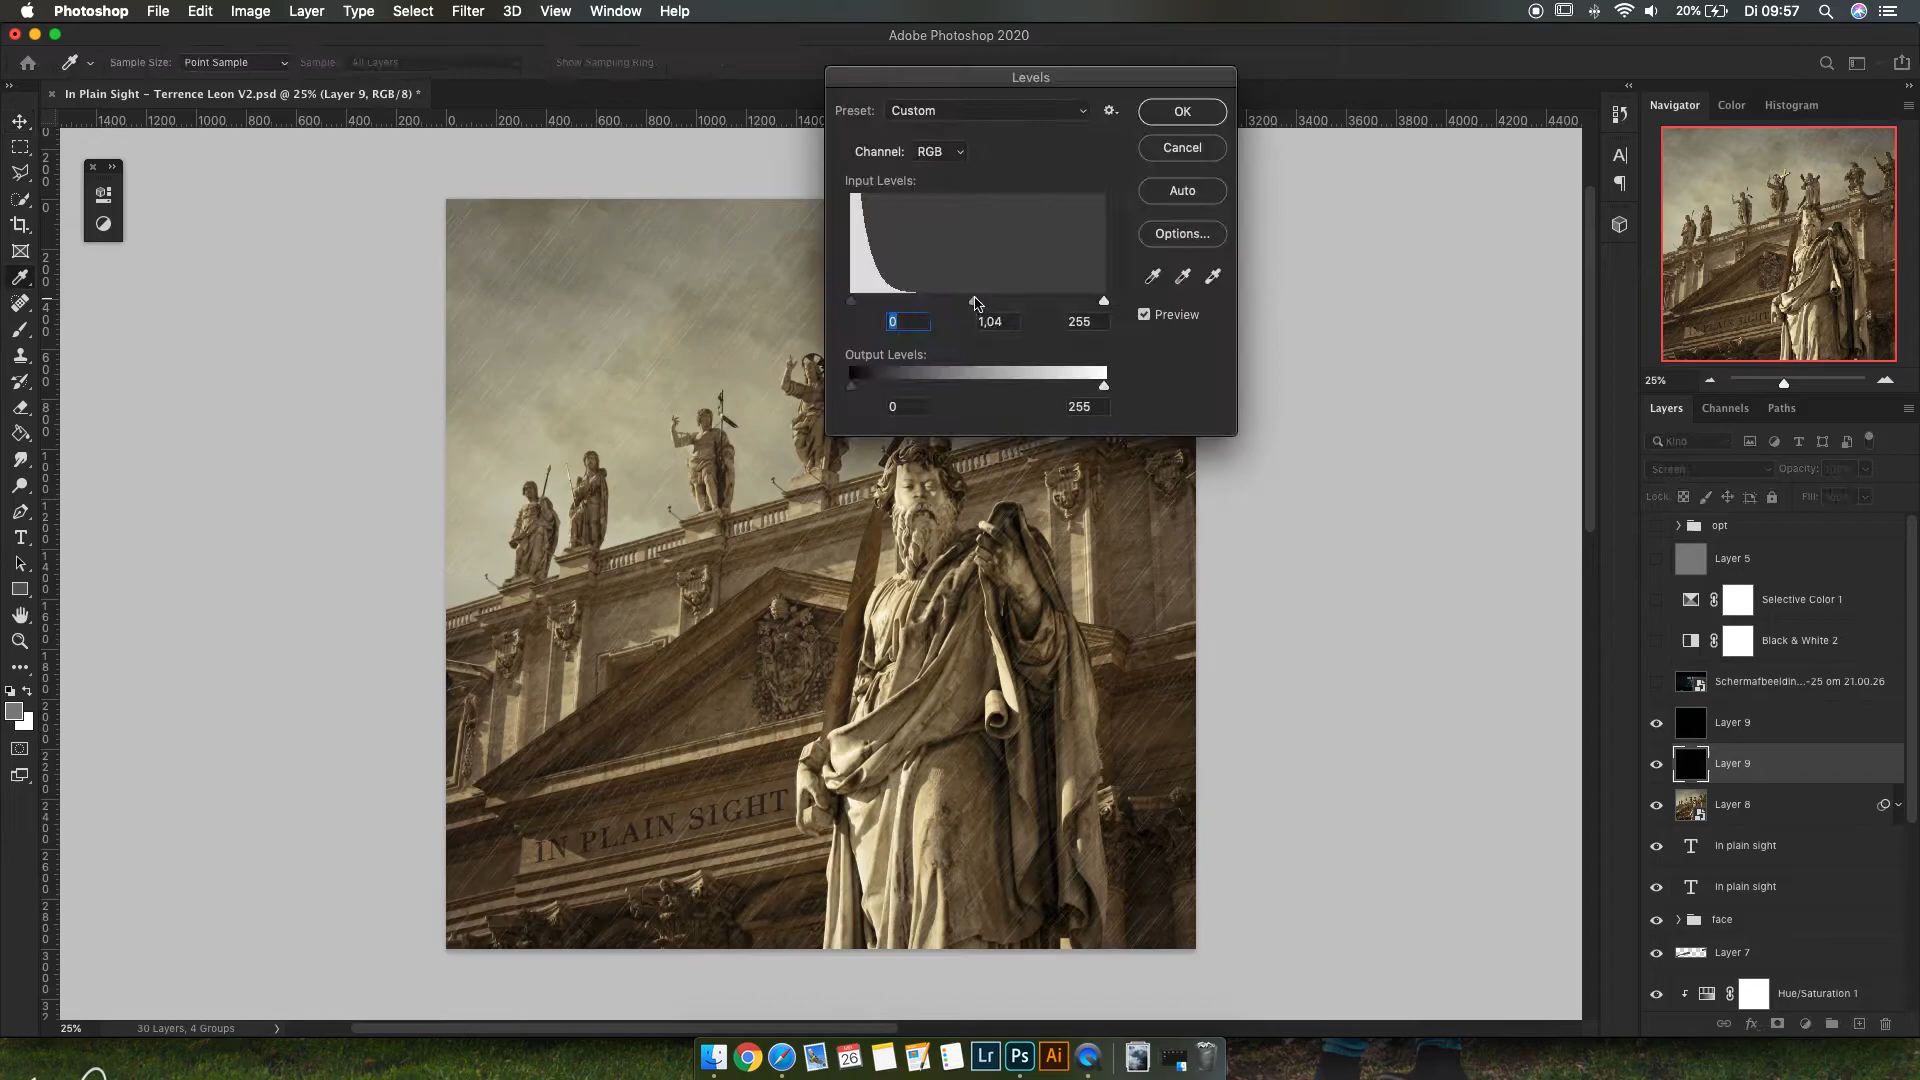 Photoshop File Edit Image Layer Type Select Filter 3D View Window Help
20% Di 09:57
Adobe Photoshop 2020
Sample Size: Point Sample Sample All Layers Show Sampling Ring
In Plain Sight – Terrence Leon V2.psd @ 25% (Layer 9, RGB/8) *
1400 1200 1000 800 600 400 200 0 200 400 600 800 1000 1200 1400
3200 3400 3600 3800 4000 4200 4400
Levels
Preset: Custom
OK
Channel: RGB
Cancel
Input Levels:
Auto
Options...
0 1,04 255
Preview
Output Levels:
0 255
IN PLAIN SIGHT
Navigator Color Histogram
25%
Layers Channels Paths
Kind
Screen Opacity:
Lock: Fill:
opt
Layer 5
Selective Color 1
Black & White 2
Schermafbeeldin...-25 om 21.00.26
Layer 9
Layer 9
Layer 8
In plain sight
In plain sight
face
Layer 7
Hue/Saturation 1
25% 30 Layers, 4 Groups
26
Lr Ps Ai